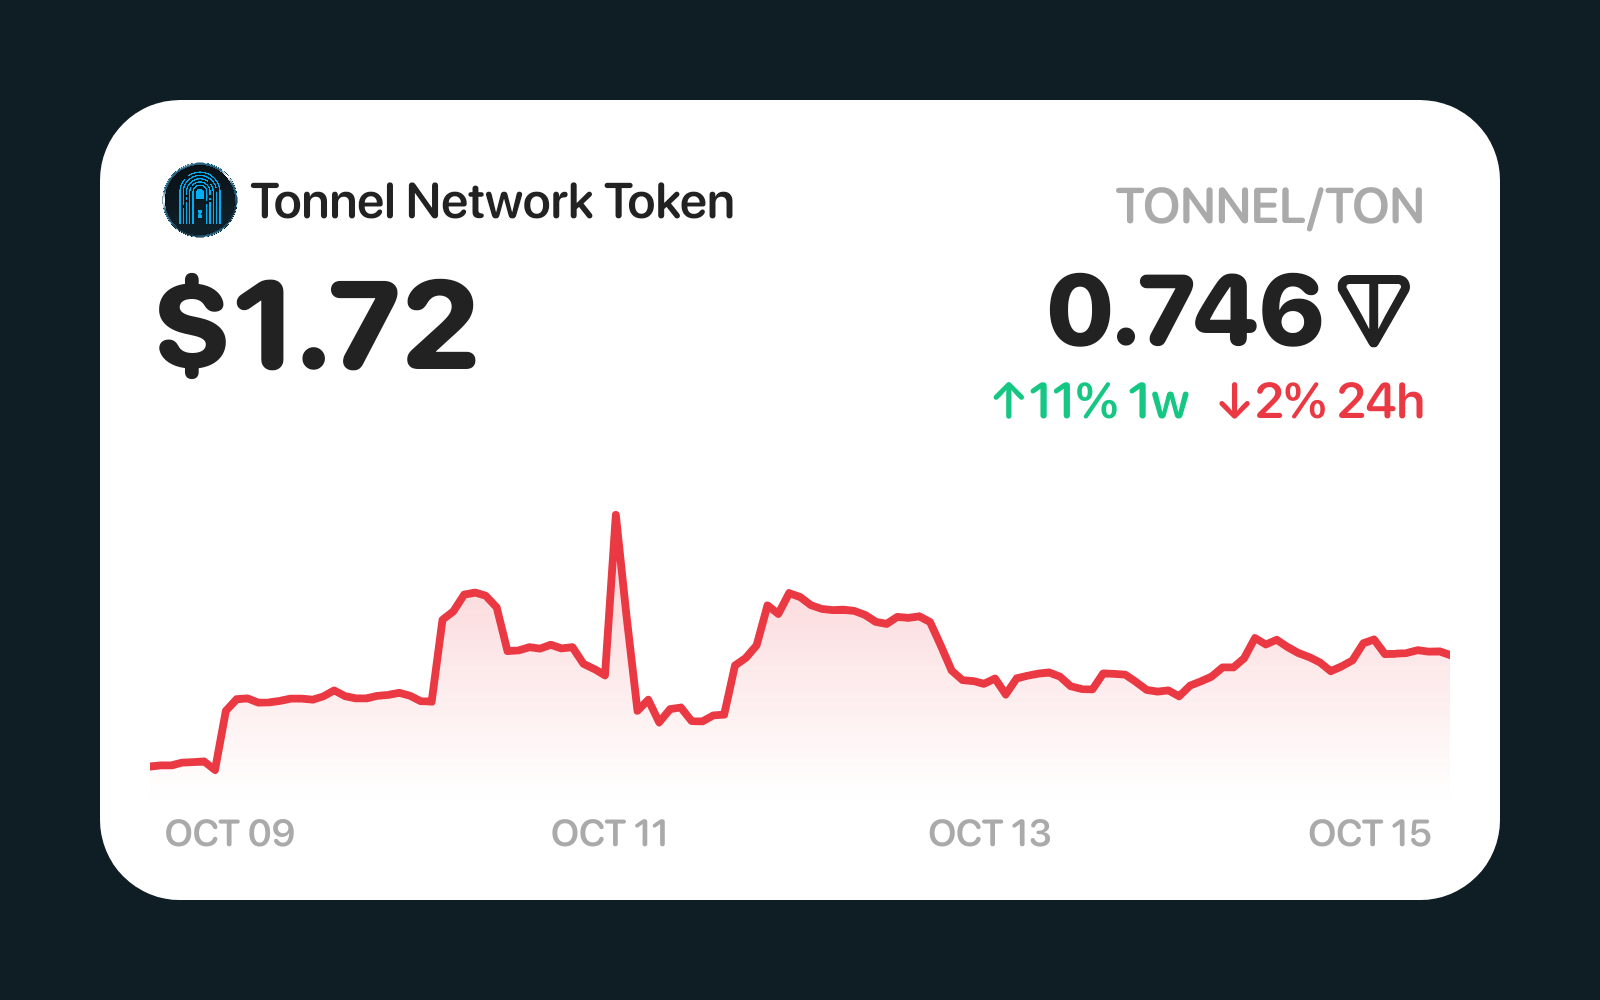 Tonnel Network Token
TONNEL/TON
$1.72
0.746
↑11% 1w ↓2% 24h
OCT 09 OCT 11 OCT 13 OCT 15